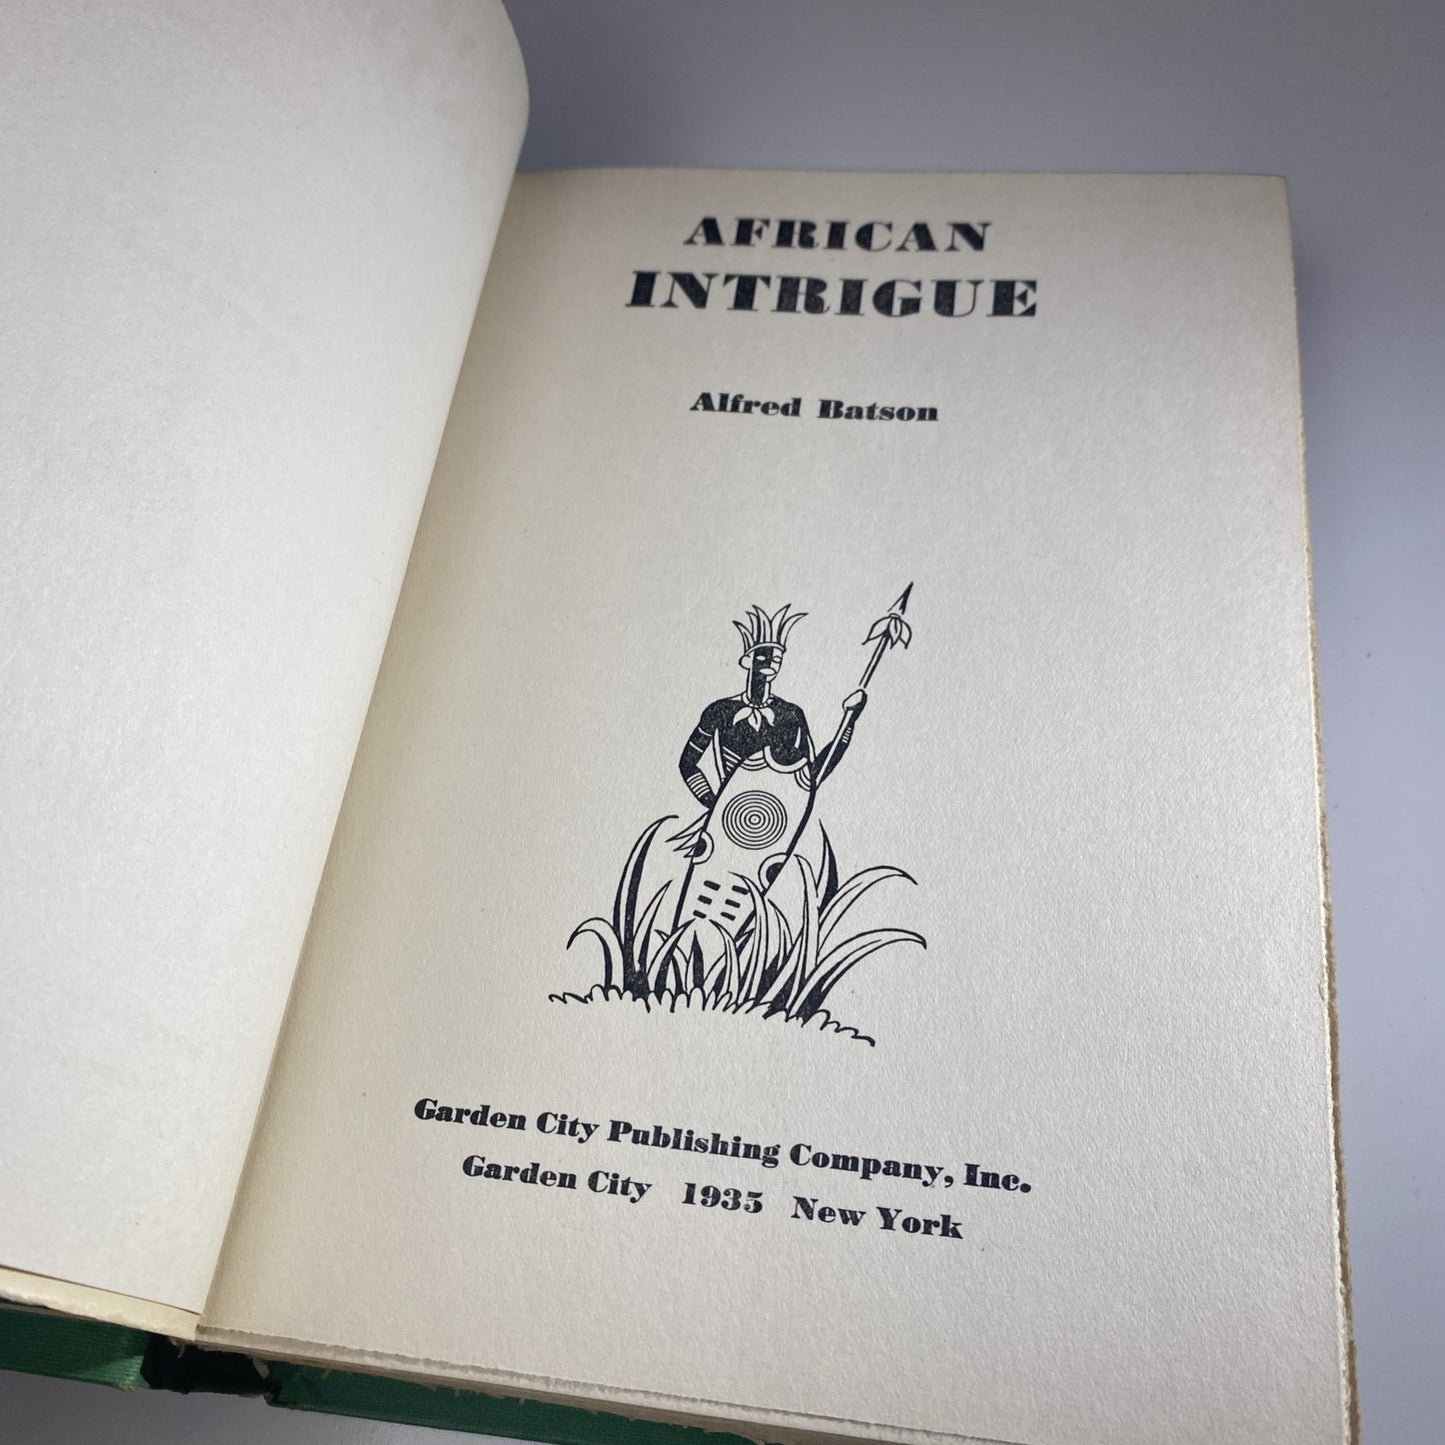 AFRICAN
INTRIGUE
Alfred Batson
Garden City Publishing Company, Inc.
Garden City 1935 New York